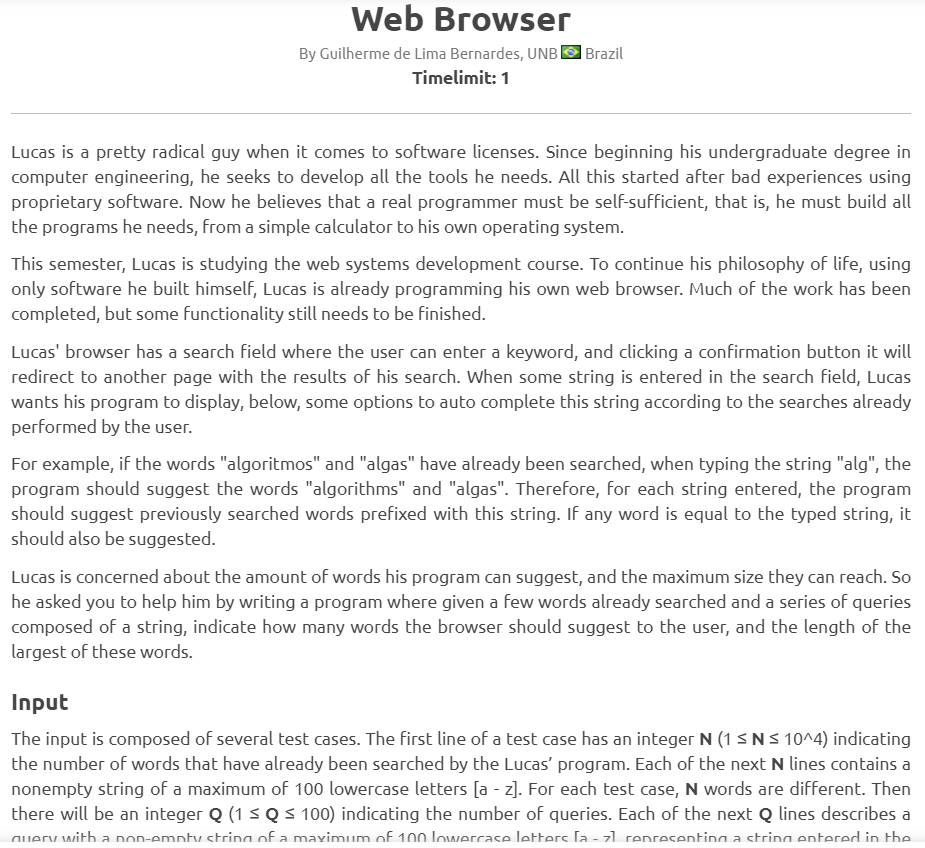 Web Browser
By Guilherme de Lima Bernardes, UNB Brazil
Timelimit: 1
Lucas is a pretty radical guy when it comes to software licenses. Since beginning his undergraduate degree in
computer engineering, he seeks to develop all the tools he needs. All this started after bad experiences using
proprietary software. Now he believes that a real programmer must be self-sufficient, that is, he must build all
the programs he needs, from a simple calculator to his own operating system.
This semester, Lucas is studying the web systems development course. To continue his philosophy of life, using
only software he built himself, Lucas is already programming his own web browser. Much of the work has been
completed, but some functionality still needs to be finished.
Lucas' browser has a search field where the user can enter a keyword, and clicking a confirmation button it will
redirect to another page with the results of his search. When some string is entered in the search field, Lucas
wants his program to display, below, some options to auto complete this string according to the searches already
performed by the user.
For example, if the words "algoritmos" and "algas" have already been searched, when typing the string "alg", the
program should suggest the words "algorithms" and "algas". Therefore, for each string entered, the program
should suggest previously searched words prefixed with this string. If any word is equal to the typed string, it
should also be suggested.
Lucas is concerned about the amount of words his program can suggest, and the maximum size they can reach. So
he asked you to help him by writing a program where given a few words already searched and a series of queries
composed of a string, indicate how many words the browser should suggest to the user, and the length of the
largest of these words.
Input
The input is composed of several test cases. The first line of a test case has an integer N (1 ≤ N ≤ 10^4) indicating
the number of words that have already been searched by the Lucas’ program. Each of the next N lines contains a
nonempty string of a maximum of 100 lowercase letters [a - z]. For each test case, N words are different. Then
there will be an integer Q (1 ≤ Q ≤ 100) indicating the number of queries. Each of the next Q lines describes a
query with a non-empty string of a maximum of 100 lowercase letters [a - z], representing a string entered in the